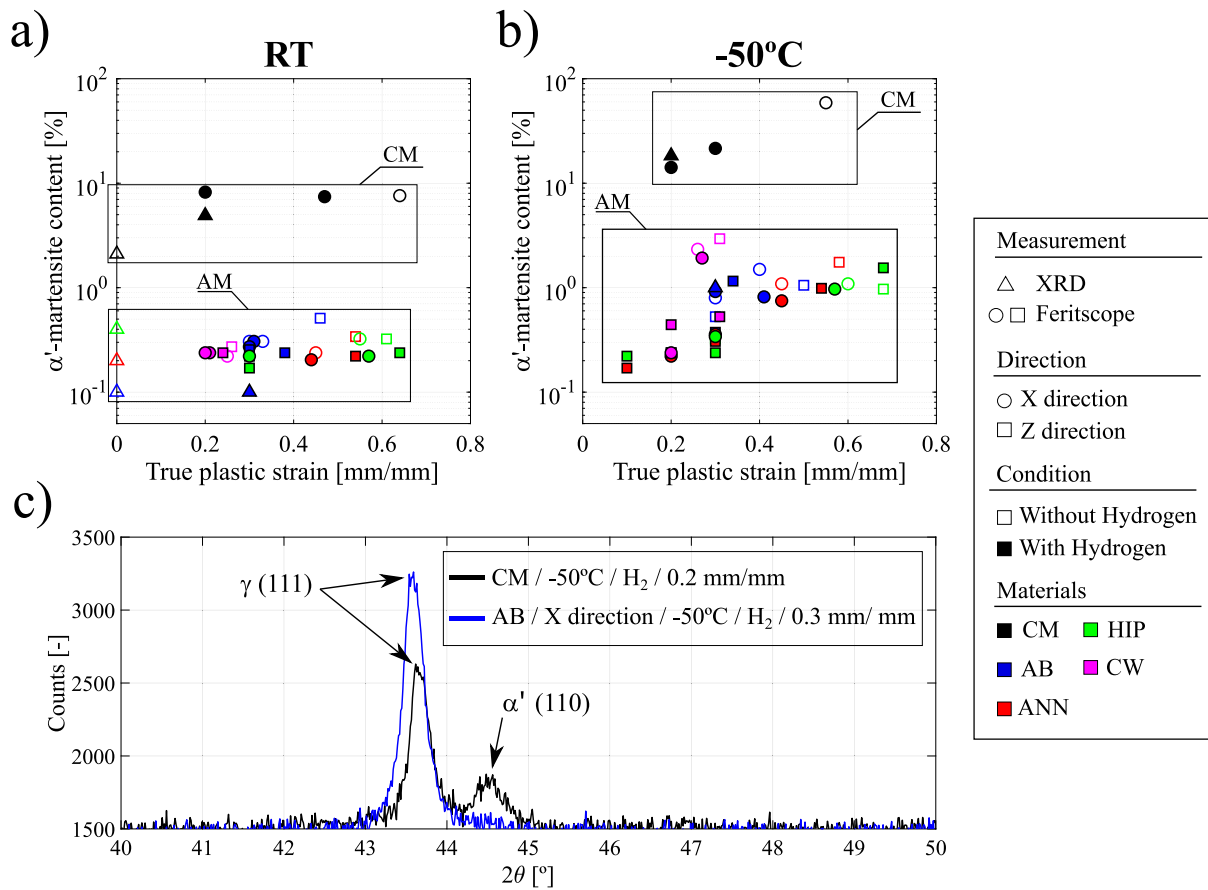 a)
RT
10²
10¹
10⁰
10⁻¹
α'-martensite content [%]
CM
AM
0
0.2
0.4
0.6
0.8
True plastic strain [mm/mm]
b)
-50ºC
10²
10¹
10⁰
10⁻¹
α'-martensite content [%]
CM
AM
0
0.2
0.4
0.6
0.8
True plastic strain [mm/mm]
c)
3500
3000
2500
2000
1500
Counts [-]
γ (111)
α' (110)
CM / -50ºC / H₂ / 0.2 mm/mm
AB / X direction / -50ºC / H₂ / 0.3 mm/ mm
40
41
42
43
44
45
46
47
48
49
50
2θ [º]
Measurement
XRD
Feritscope
Direction
X direction
Z direction
Condition
Without Hydrogen
With Hydrogen
Materials
CM
HIP
AB
CW
ANN